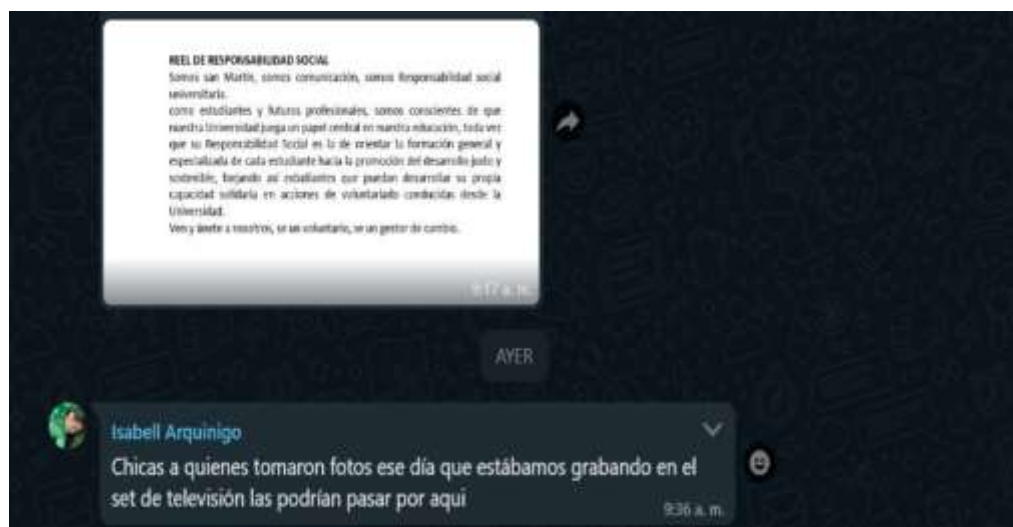 REEL DE RESPONSABILIDAD SOCIAL
Somos san Martín, somos comunicación, somos Responsabilidad social
universitaria.
como estudiantes y futuros profesionales, somos conscientes de que
nuestra Universidad juega un papel central en nuestra educación, toda vez
que su Responsabilidad Social es la de orientar la formación general y
especializada de cada estudiante hacia la promoción del desarrollo justo y
sostenible, forjando así estudiantes que puedan desarrollar su propia
capacidad solidaria en acciones de voluntariado conducidas desde la
Universidad.
Ven y únete a nosotros, se un voluntario, se un gestor de cambio.
9:17 a. m.
AYER
Isabell Arquinigo
Chicas a quienes tomaron fotos ese día que estábamos grabando en el
set de televisión las podrían pasar por aqui
9:36 a. m.